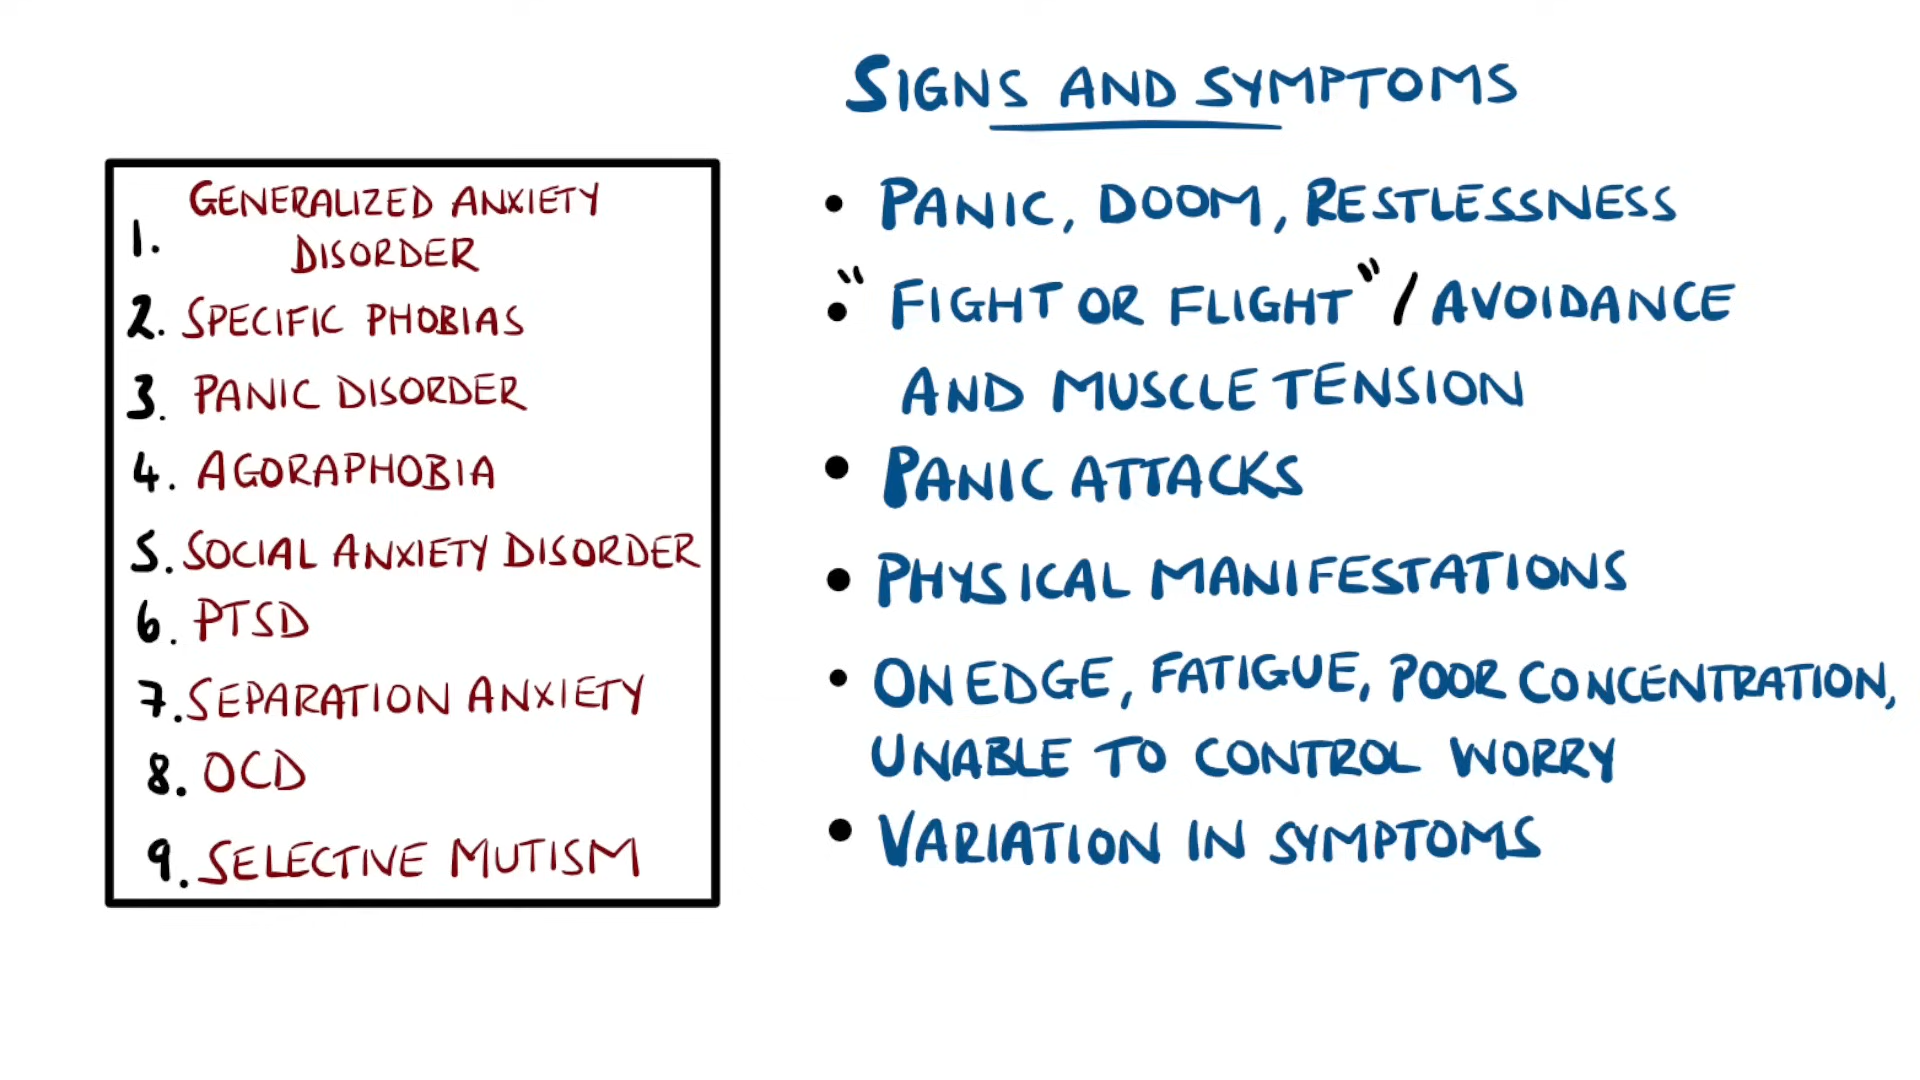 SIGNS AND SYMPTOMS
1. GENERALIZED ANXIETY
DISORDER
2. SPECIFIC PHOBIAS
3. PANIC DISORDER
4. AGORAPHOBIA
5. SOCIAL ANXIETY DISORDER
6. PTSD
7. SEPARATION ANXIETY
8. OCD
9. SELECTIVE MUTISM
• PANIC, DOOM, RESTLESSNESS
• "FIGHT OR FLIGHT" / AVOIDANCE
AND MUSCLE TENSION
• PANIC ATTACKS
• PHYSICAL MANIFESTATIONS
• ON EDGE, FATIGUE, POOR CONCENTRATION,
UNABLE TO CONTROL WORRY
• VARIATION IN SYMPTOMS